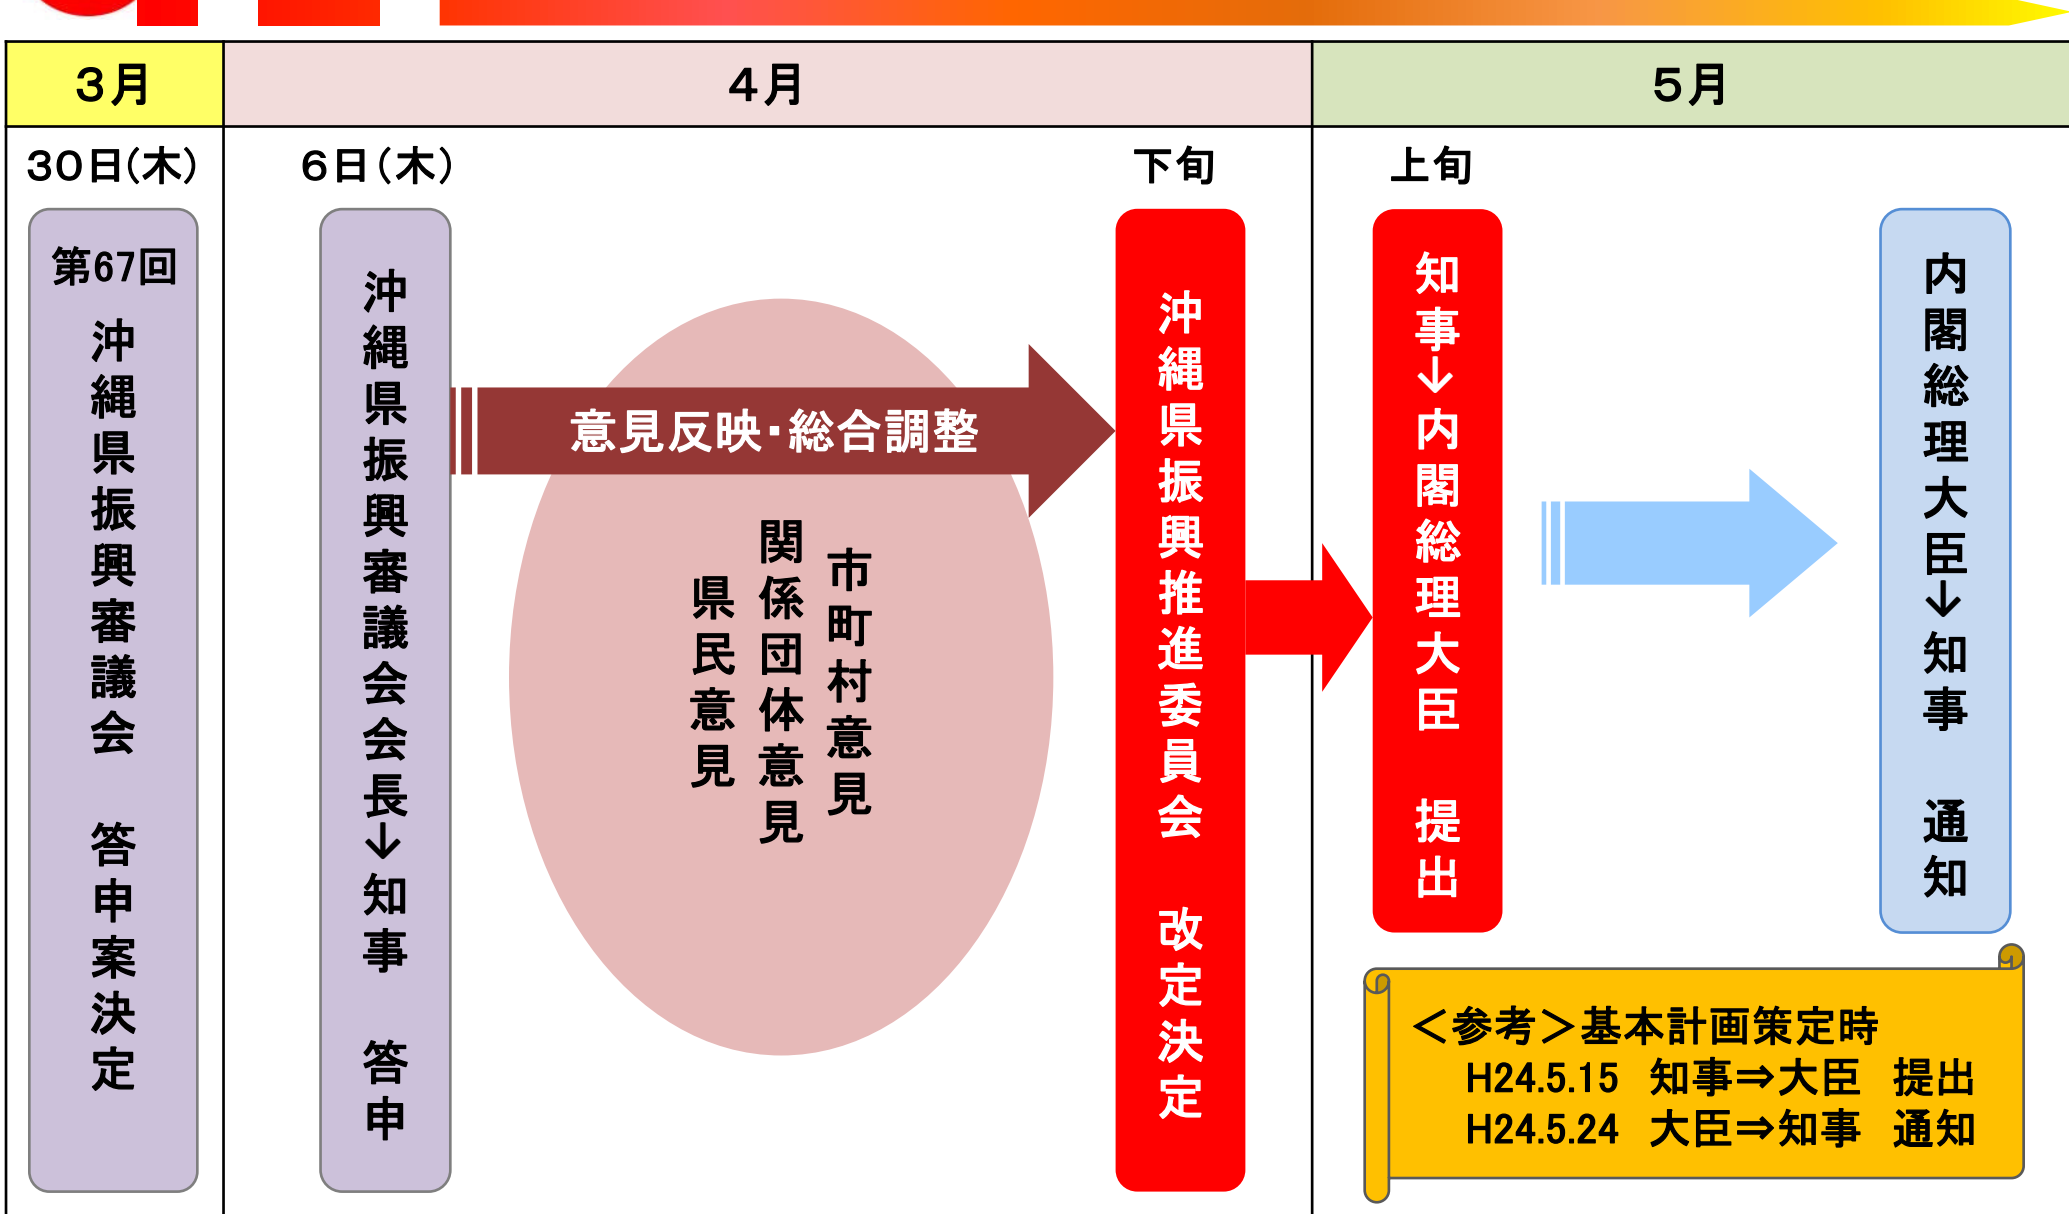 3月
4月
5月
30日(木)
6日(木)
下旬
上旬
第67回
沖縄県振興審議会　答申案決定
沖縄県振興審議会会長↓知事　答申
意見反映・総合調整
市町村意見
関係団体意見
県民意見
沖縄県振興推進委員会　改定決定
知事↓内閣総理大臣　提出
内閣総理大臣↓知事　通知
＜参考＞基本計画策定時
H24.5.15　知事⇒大臣　提出
H24.5.24　大臣⇒知事　通知